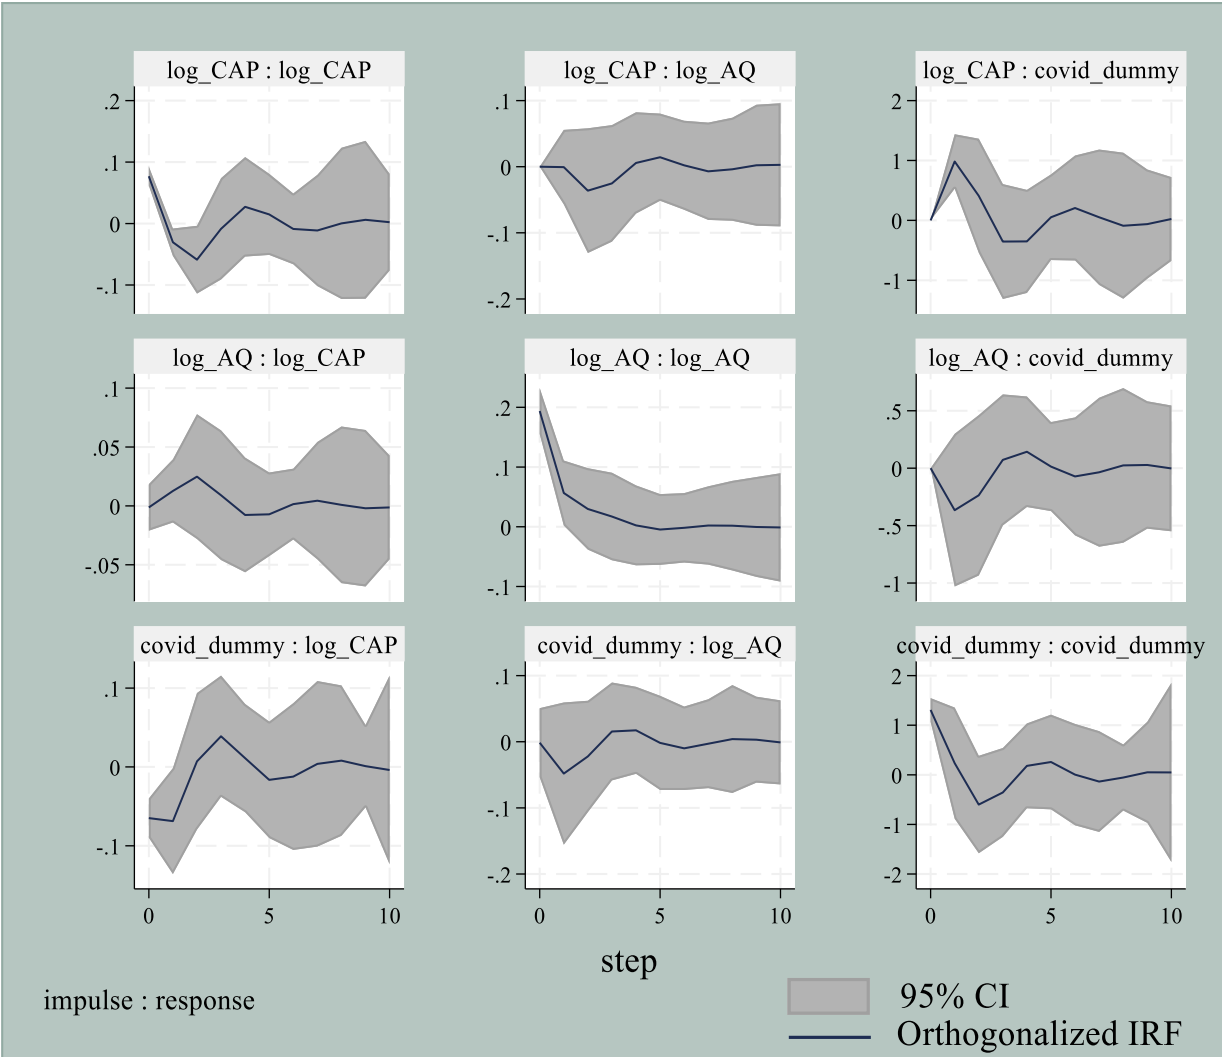 log_CAP : log_CAP
log_CAP : log_AQ
log_CAP : covid_dummy
.2
.1
0
-.1
.1
0
-.1
-.2
2
1
0
-1
log_AQ : log_CAP
log_AQ : log_AQ
log_AQ : covid_dummy
.1
.05
0
-.05
.2
.1
0
-.1
.5
0
-.5
-1
covid_dummy : log_CAP
covid_dummy : log_AQ
covid_dummy : covid_dummy
.1
0
-.1
.1
0
-.1
-.2
2
1
0
-1
-2
0 5 10
0 5 10
0 5 10
step
impulse : response
95% CI
Orthogonalized IRF